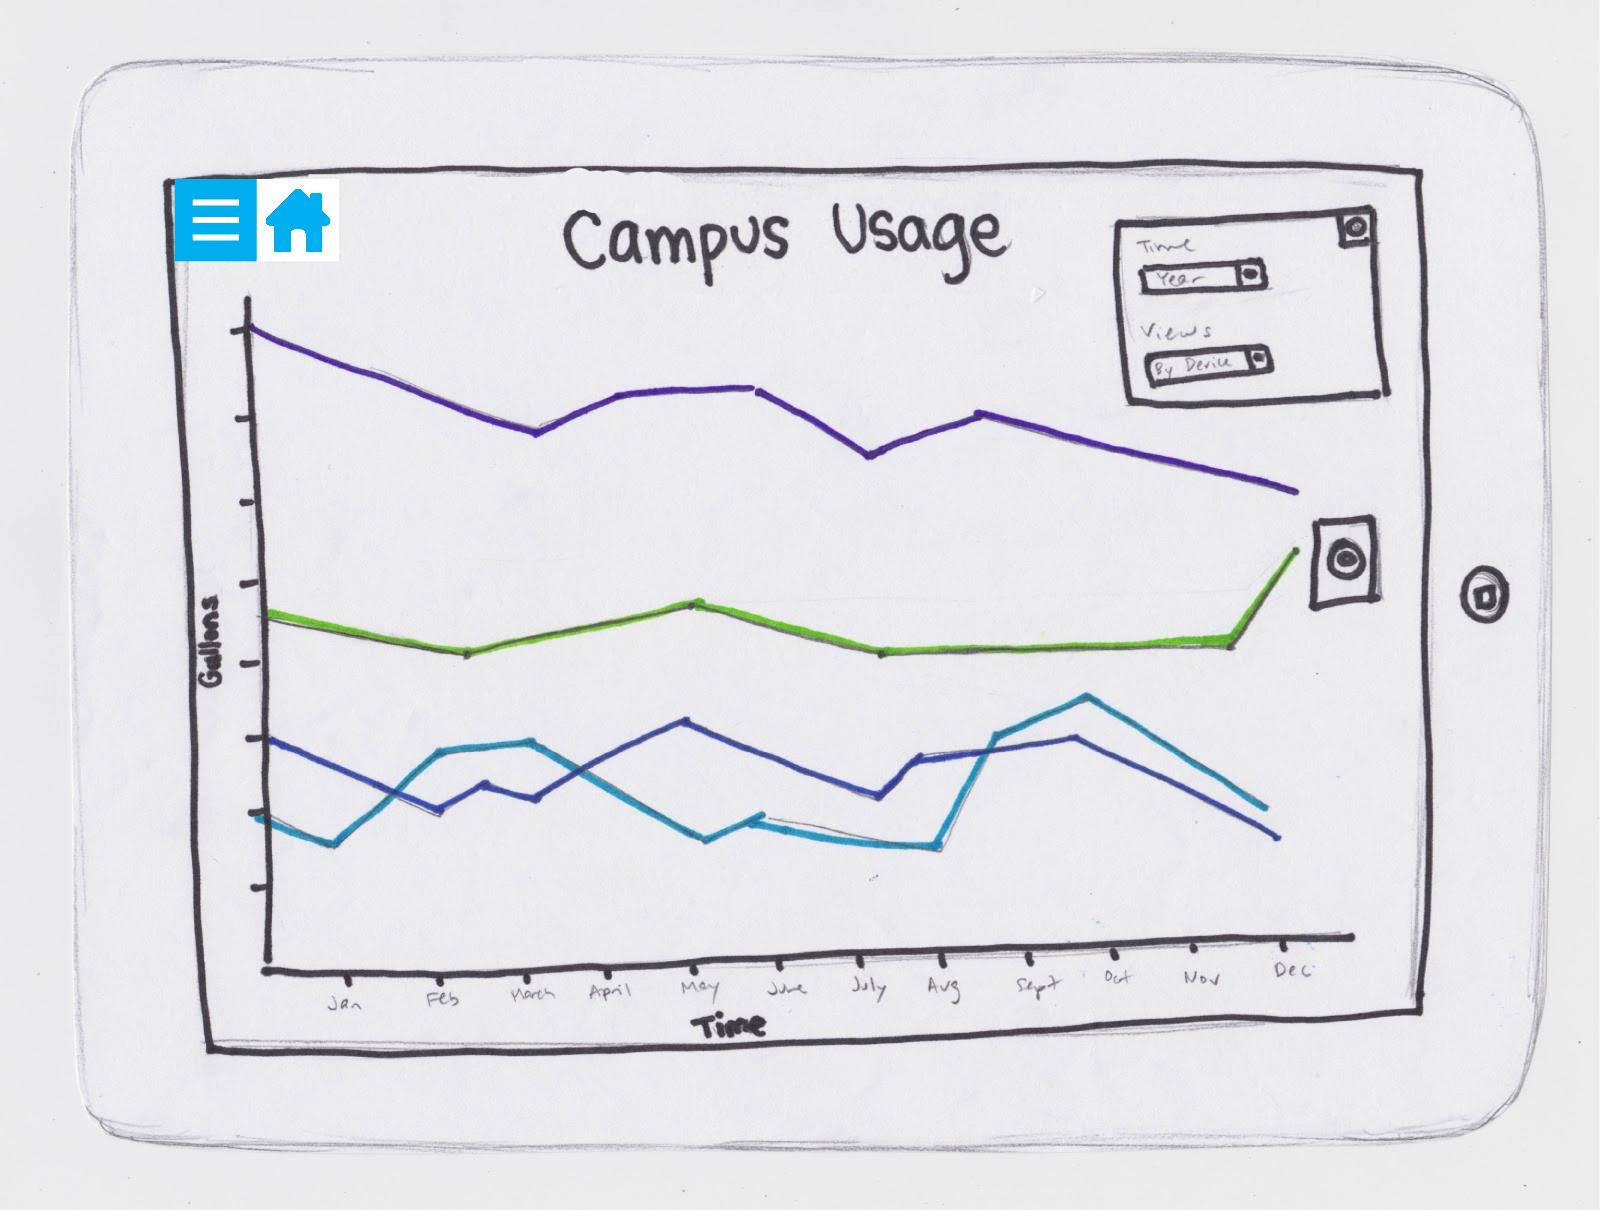 Campus Usage
Time
Year
Views
By Device
Gallons
Jan Feb March April May June July Aug Sept Oct Nov Dec
Time